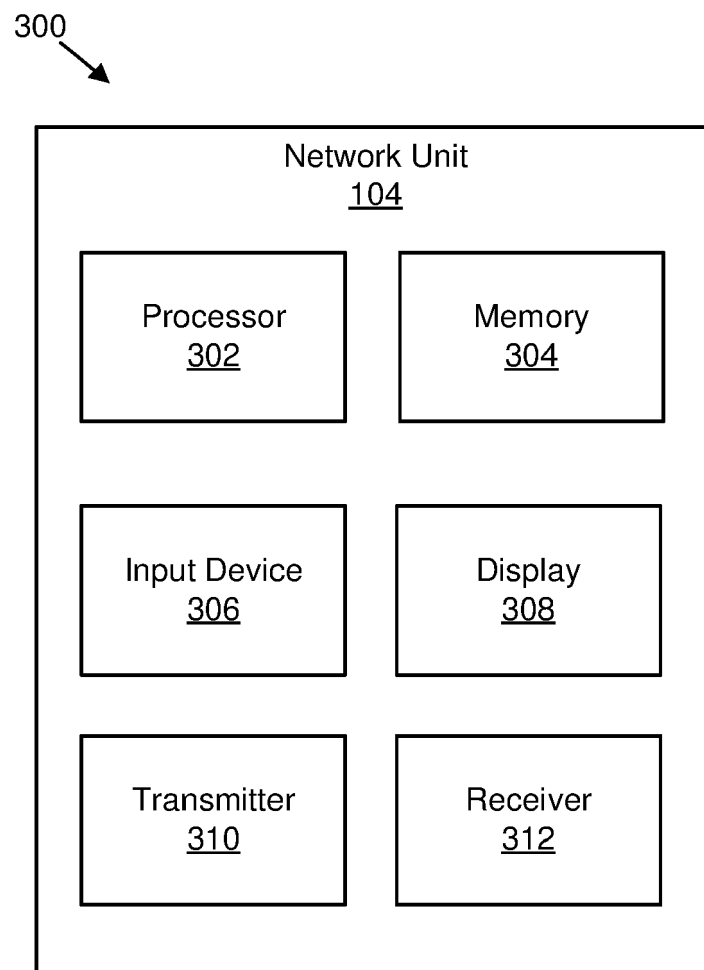 300
Network Unit
104
Processor
302
Memory
304
Input Device
306
Display
308
Transmitter
310
Receiver
312